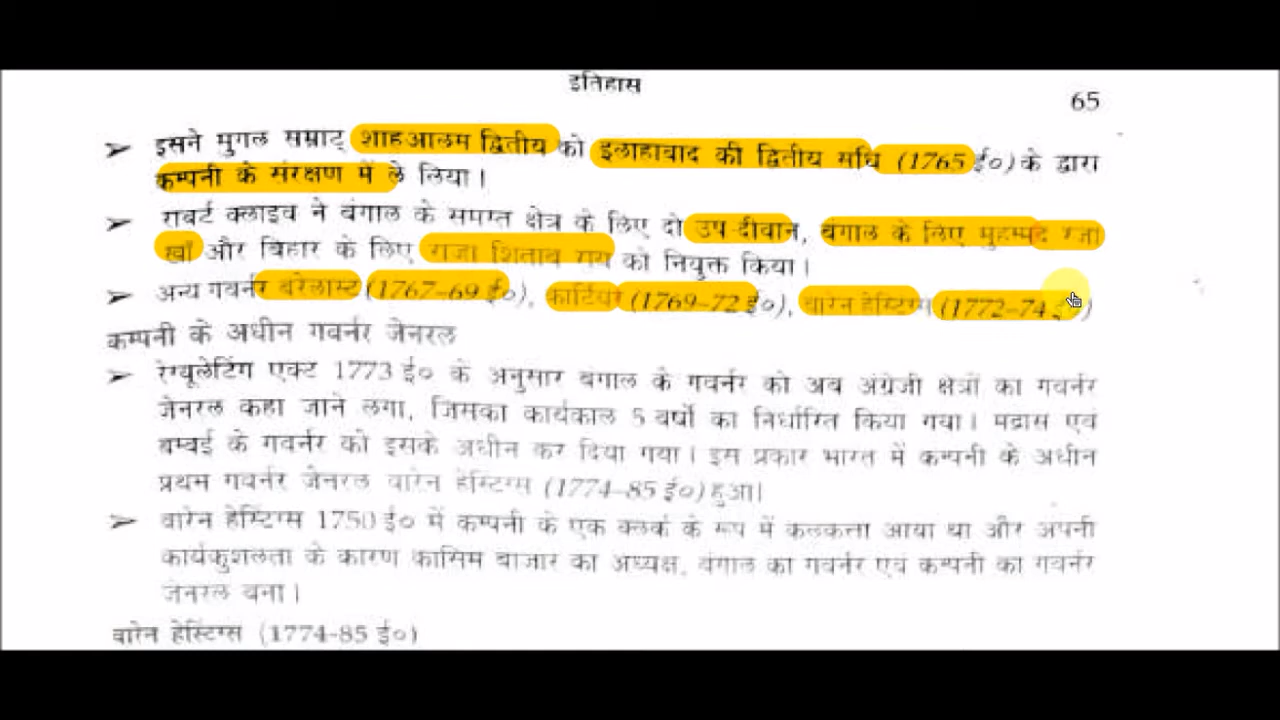 इतिहास
65
➤ इसने मुगल सम्राट् शाहआलम द्वितीय को इलाहाबाद की द्वितीय संधि (1765 ई०) के द्वारा
कम्पनी के संरक्षण में ले लिया।
➤ राबर्ट क्लाइव ने बंगाल के समस्त क्षेत्र के लिए दो उप-दीवान, बंगाल के लिए मुहम्मद रजा
खाँ और बिहार के लिए राजा शिताब राय को नियुक्त किया।
➤ अन्य गवर्नर बरेलास्ट (1767–69 ई०), कार्टियर (1769–72 ई०), वारेन हेस्टिंग्स (1772–74 ई०)
कम्पनी के अधीन गवर्नर जेनरल
➤ रेग्यूलेटिंग एक्ट 1773 ई० के अनुसार बंगाल के गवर्नर को अब अंग्रेजी क्षेत्रों का गवर्नर
जेनरल कहा जाने लगा, जिसका कार्यकाल 5 वर्षों का निर्धारित किया गया। मद्रास एवं
बम्बई के गवर्नर को इसके अधीन कर दिया गया। इस प्रकार भारत में कम्पनी के अधीन
प्रथम गवर्नर जेनरल वारेन हेस्टिंग्स (1774–85 ई०) हुआ।
➤ वारेन हेस्टिंग्स 1750 ई० में कम्पनी के एक क्लर्क के रूप में कलकत्ता आया था और अपनी
कार्यकुशलता के कारण कासिम बाजार का अध्यक्ष, बंगाल का गवर्नर एवं कम्पनी का गवर्नर
जेनरल बना।
वारेन हेस्टिंग्स (1774-85 ई०)